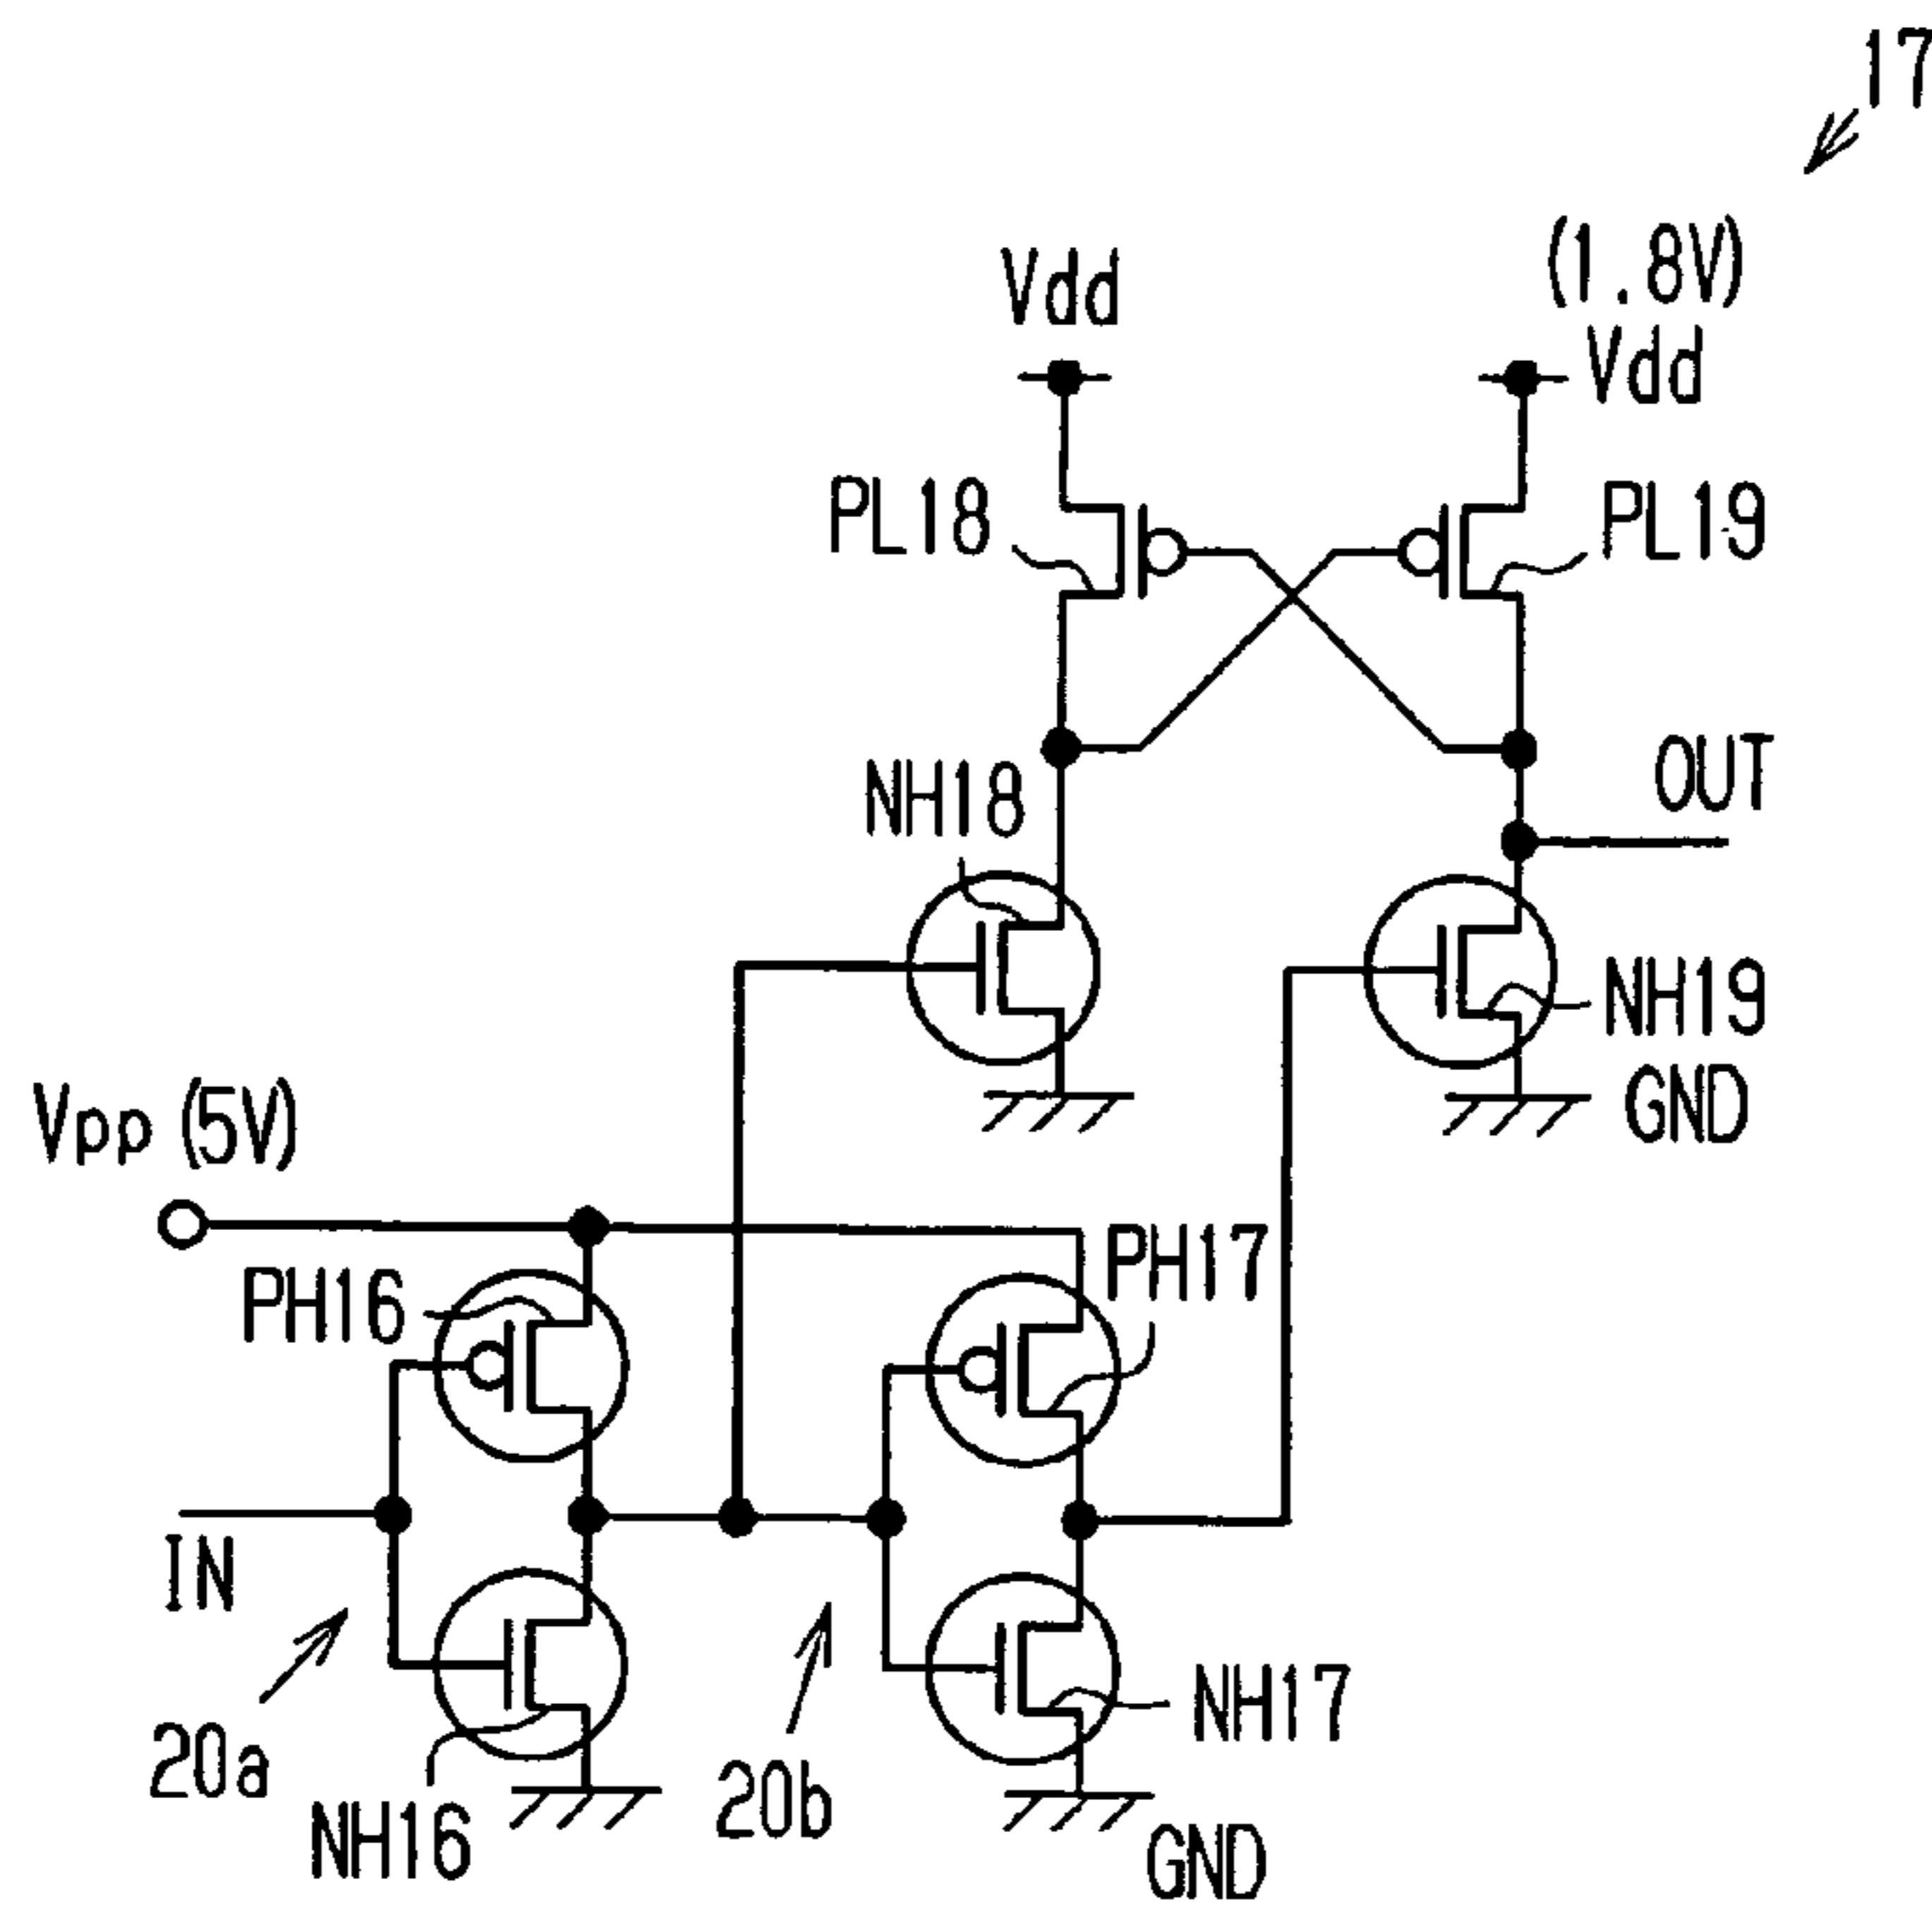 17
(1.8V)
Vdd
Vdd
PL18
PL19
OUT
NH18
NH19
GND
Vpp (5V)
PH17
PH16
IN
20a
NH16
20b
NH17
GND